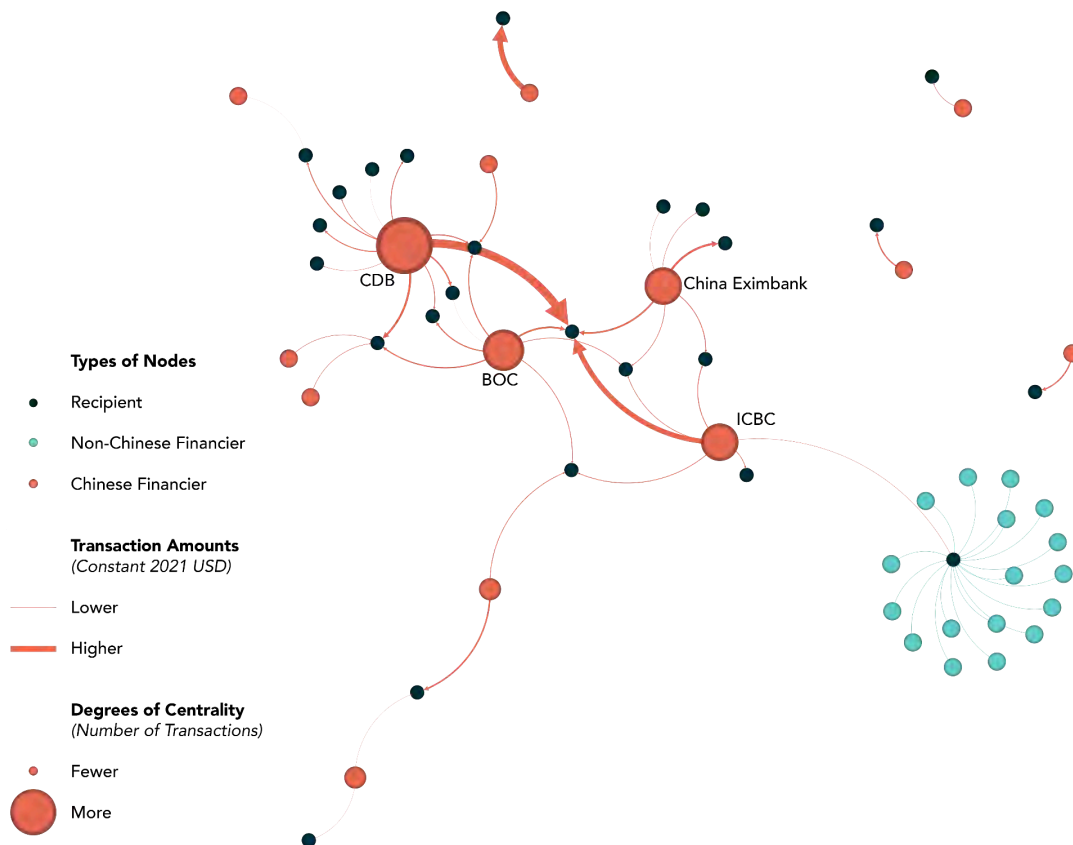 CDB
China Eximbank
BOC
ICBC
Types of Nodes
Recipient
Non-Chinese Financier
Chinese Financier
Transaction Amounts
(Constant 2021 USD)
Lower
Higher
Degrees of Centrality
(Number of Transactions)
Fewer
More